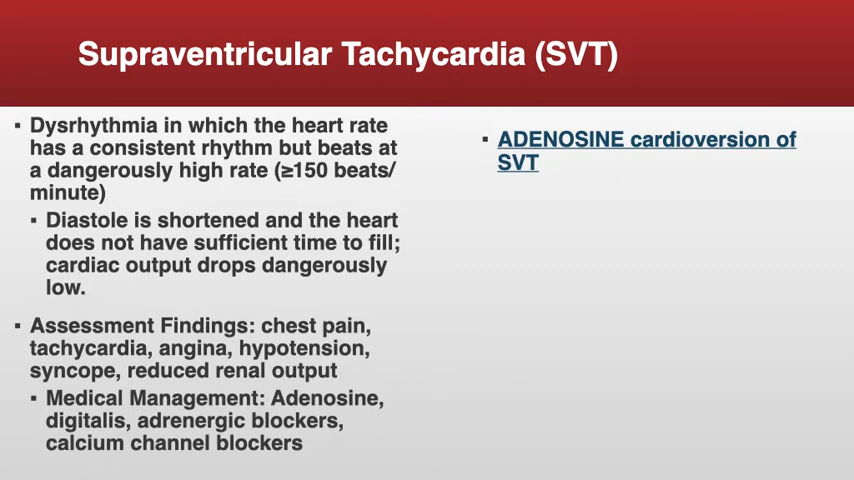 Supraventricular Tachycardia (SVT)
▪ Dysrhythmia in which the heart rate
has a consistent rhythm but beats at
a dangerously high rate (≥150 beats/
minute)
▪ Diastole is shortened and the heart
does not have sufficient time to fill;
cardiac output drops dangerously
low.
▪ Assessment Findings: chest pain,
tachycardia, angina, hypotension,
syncope, reduced renal output
▪ Medical Management: Adenosine,
digitalis, adrenergic blockers,
calcium channel blockers
▪ ADENOSINE cardioversion of
SVT